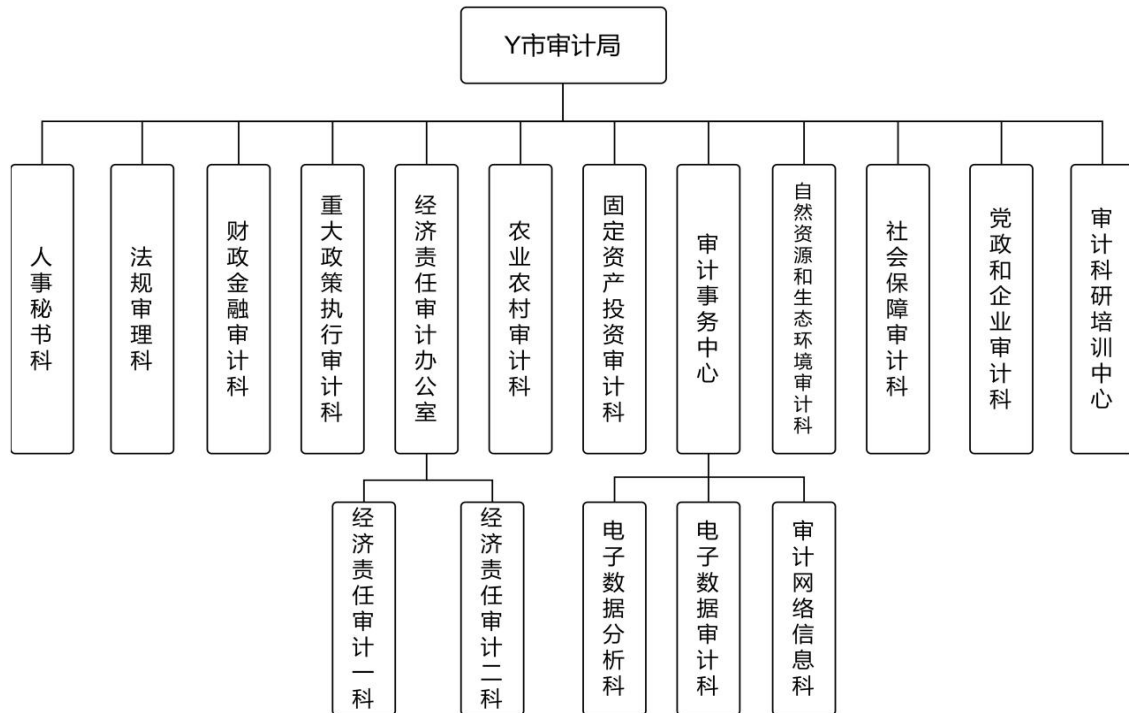 Y市审计局
人事秘书科
法规审理科
财政金融审计科
重大政策执行审计科
经济责任审计办公室
农业农村审计科
固定资产投资审计科
审计事务中心
自然资源和生态环境审计科
社会保障审计科
党政和企业审计科
审计科研培训中心
经济责任审计一科
经济责任审计二科
电子数据分析科
电子数据审计科
审计网络信息科